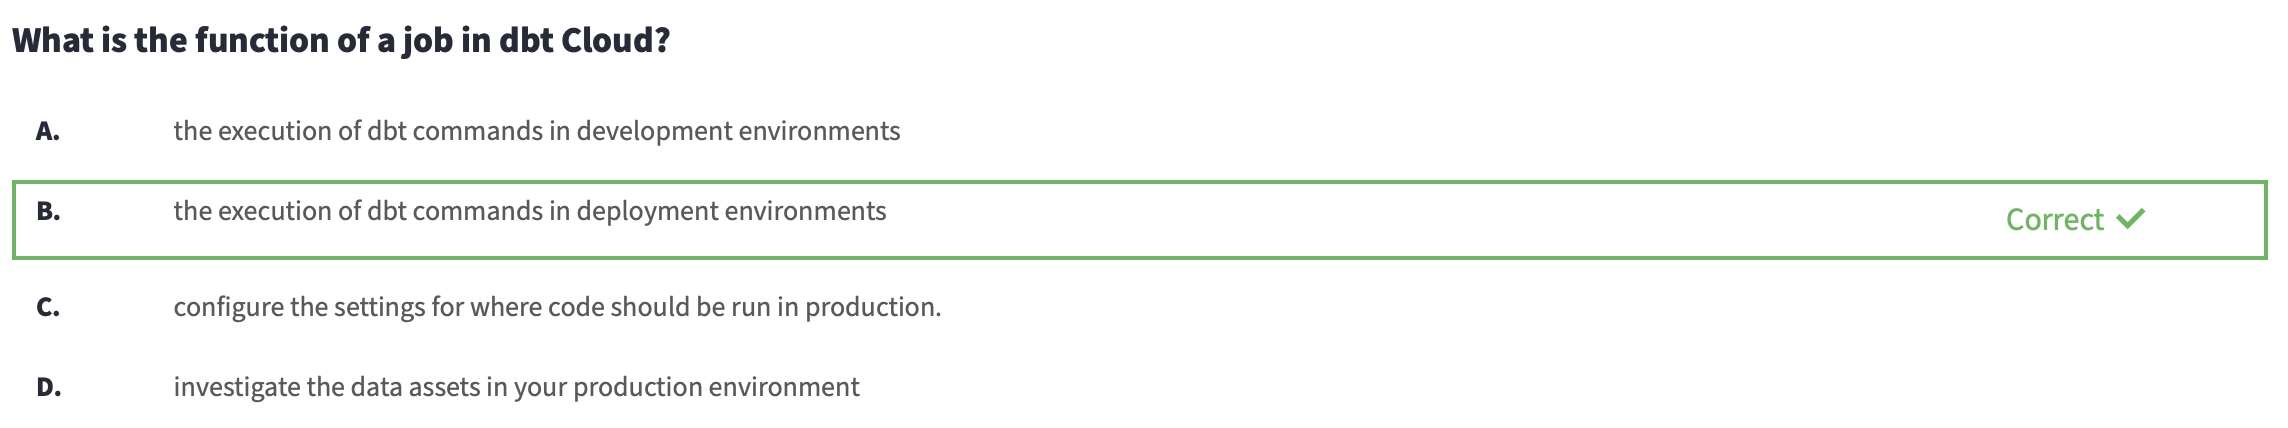 What is the function of a job in dbt Cloud?
A. the execution of dbt commands in development environments
B. the execution of dbt commands in deployment environments Correct ✓
C. configure the settings for where code should be run in production.
D. investigate the data assets in your production environment